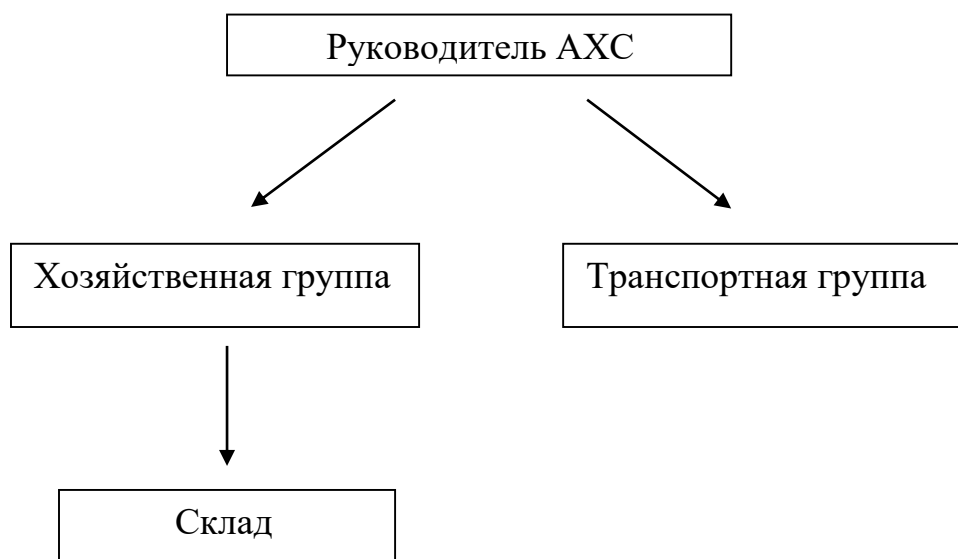 Руководитель АХС
Хозяйственная группа
Транспортная группа
Склад